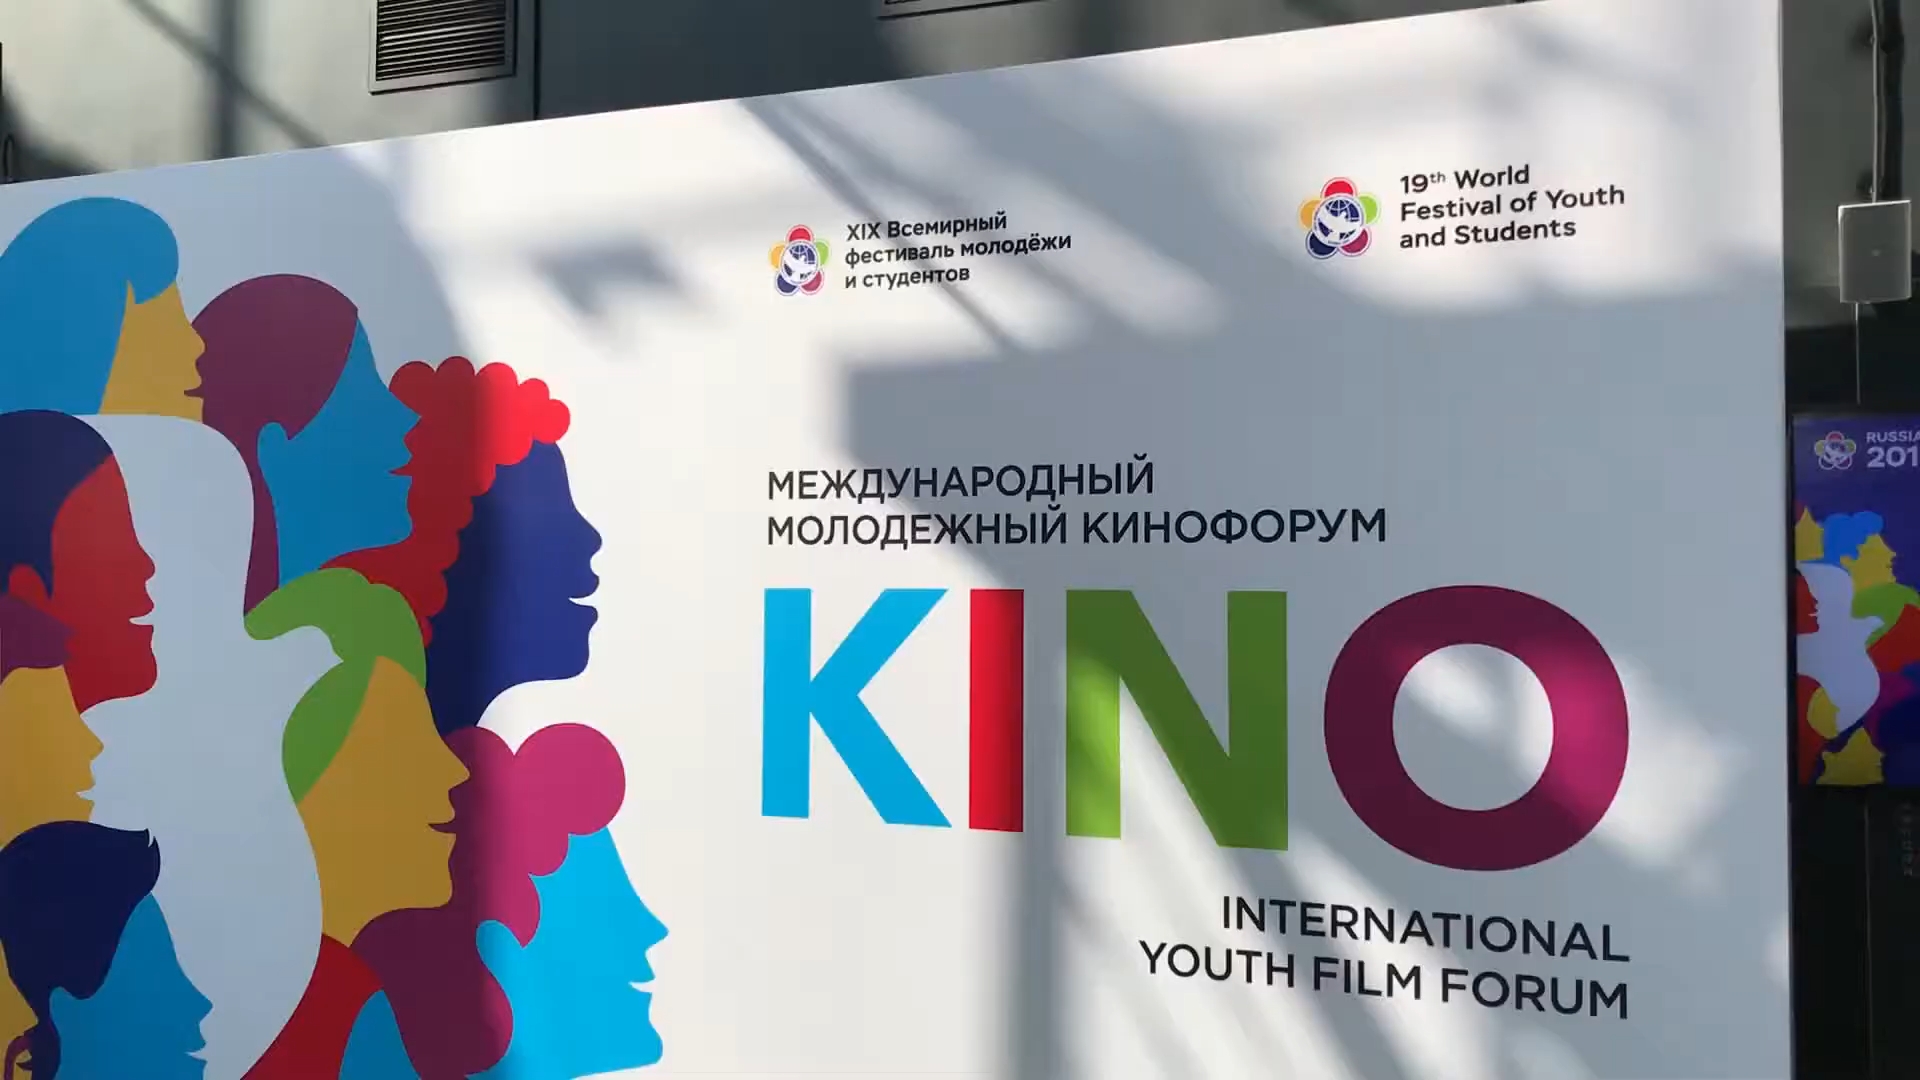 XIX Всемирный
фестиваль молодёжи
и студентов
19th World
Festival of Youth
and Students
МЕЖДУНАРОДНЫЙ
МОЛОДЕЖНЫЙ КИНОФОРУМ
KINO
INTERNATIONAL
YOUTH FILM FORUM
RUSSIA